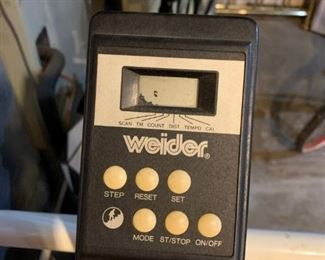 SCAN TM COUNT DIST TEMPO CAL
weider®
STEP RESET SET
MODE ST/STOP ON/OFF